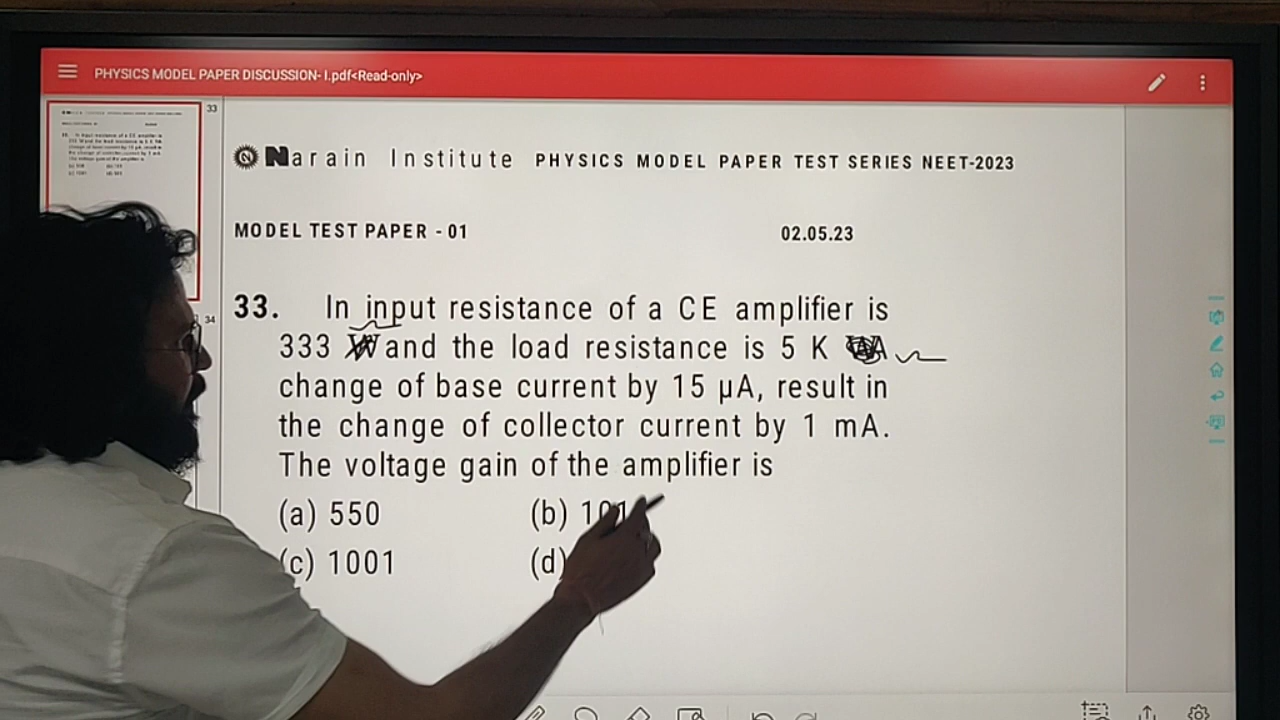 PHYSICS MODEL PAPER DISCUSSION- I.pdf<Read-only>
33
Narain Institute PHYSICS MODEL PAPER TEST SERIES NEET-2023
MODEL TEST PAPER - 01 02.05.23
33. In input resistance of a CE amplifier is
333 W and the load resistance is 5 K
change of base current by 15 μA, result in
the change of collector current by 1 mA.
The voltage gain of the amplifier is
(a) 550 (b)
(c) 1001 (d)
34